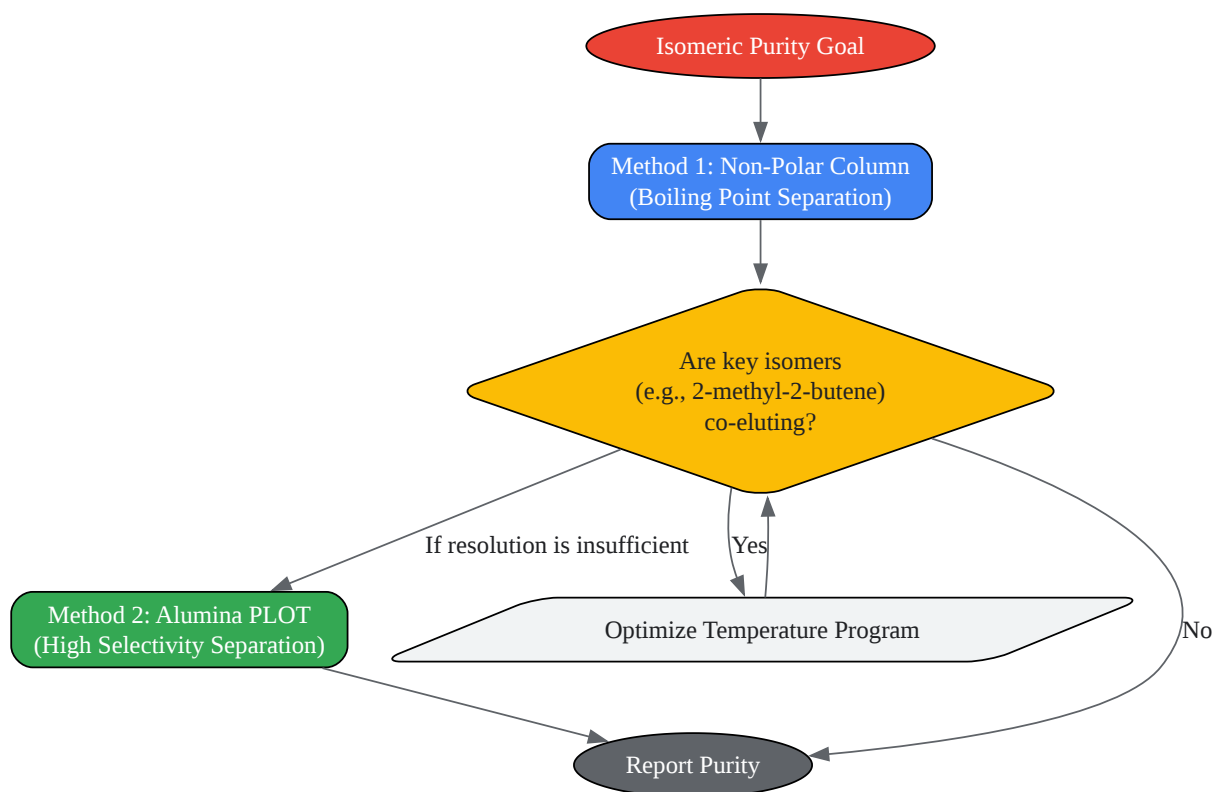 Isomeric Purity Goal
Method 1: Non-Polar Column
(Boiling Point Separation)
Are key isomers
(e.g., 2-methyl-2-butene)
co-eluting?
If resolution is insufficient
Yes
Method 2: Alumina PLOT
(High Selectivity Separation)
Optimize Temperature Program
No
Report Purity